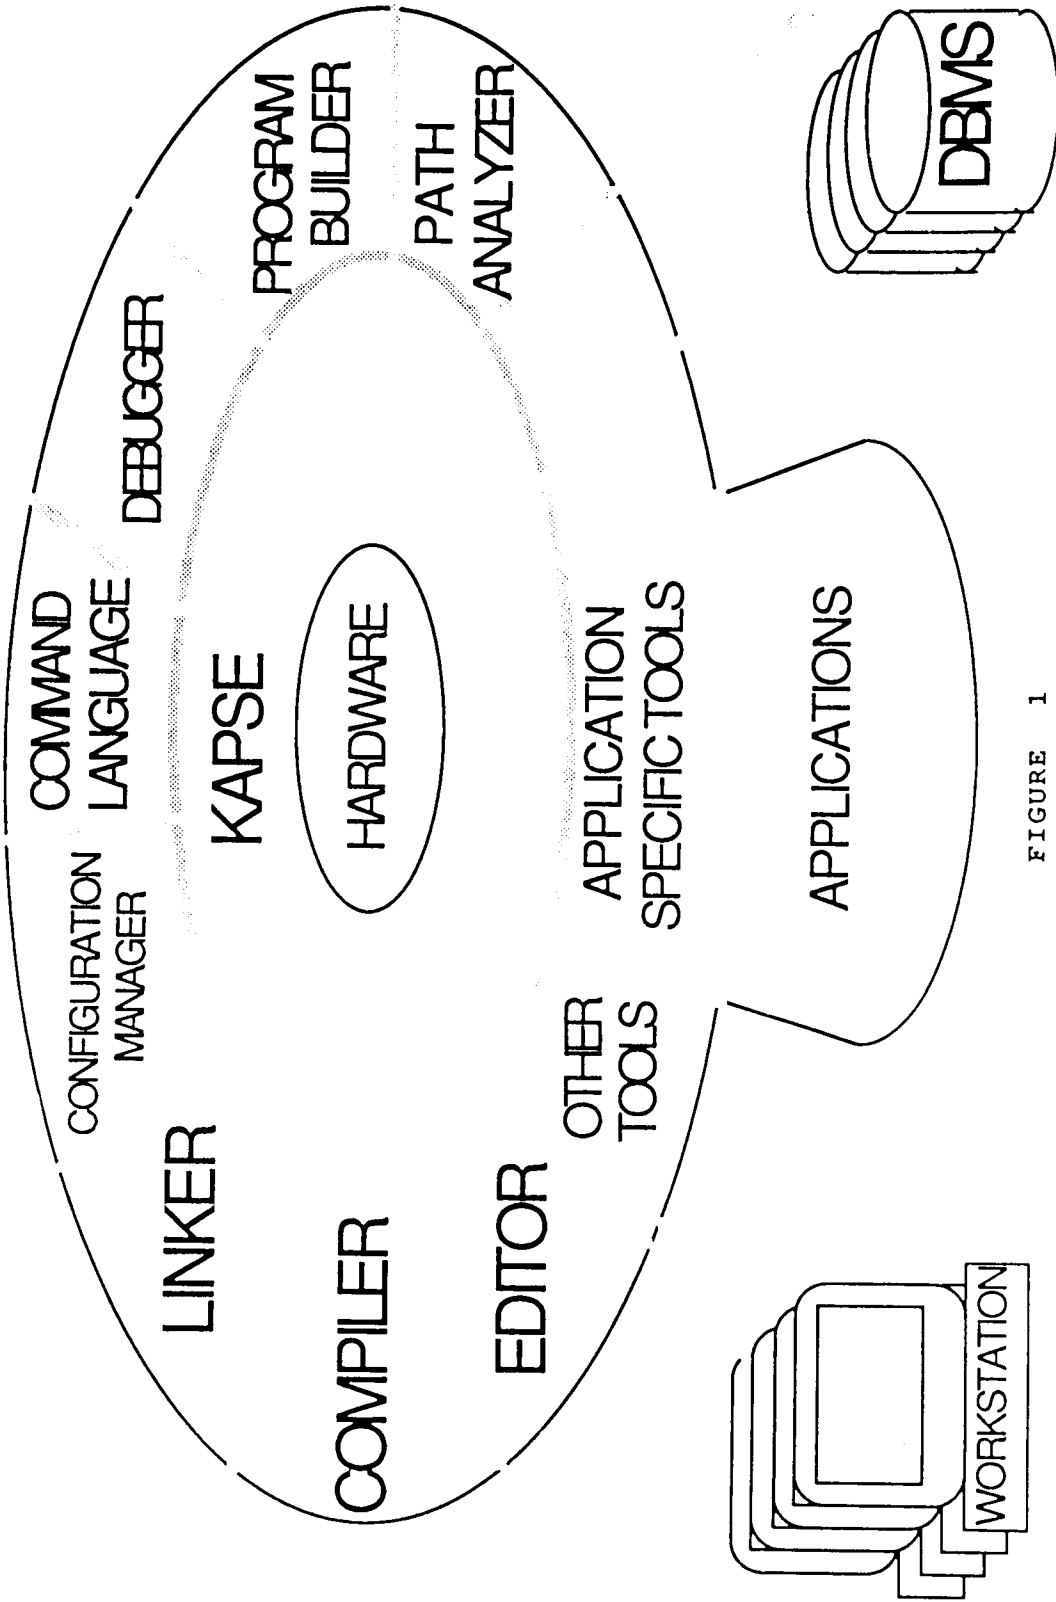 COMMAND
LANGUAGE
CONFIGURATION
MANAGER
DEBUGGER
LINKER
PROGRAM
BUILDER
KAPSE
COMPILER
HARDWARE
PATH
ANALYZER
EDITOR
OTHER
TOOLS
APPLICATION
SPECIFIC TOOLS
APPLICATIONS
WORKSTATION
DBMS
FIGURE 1